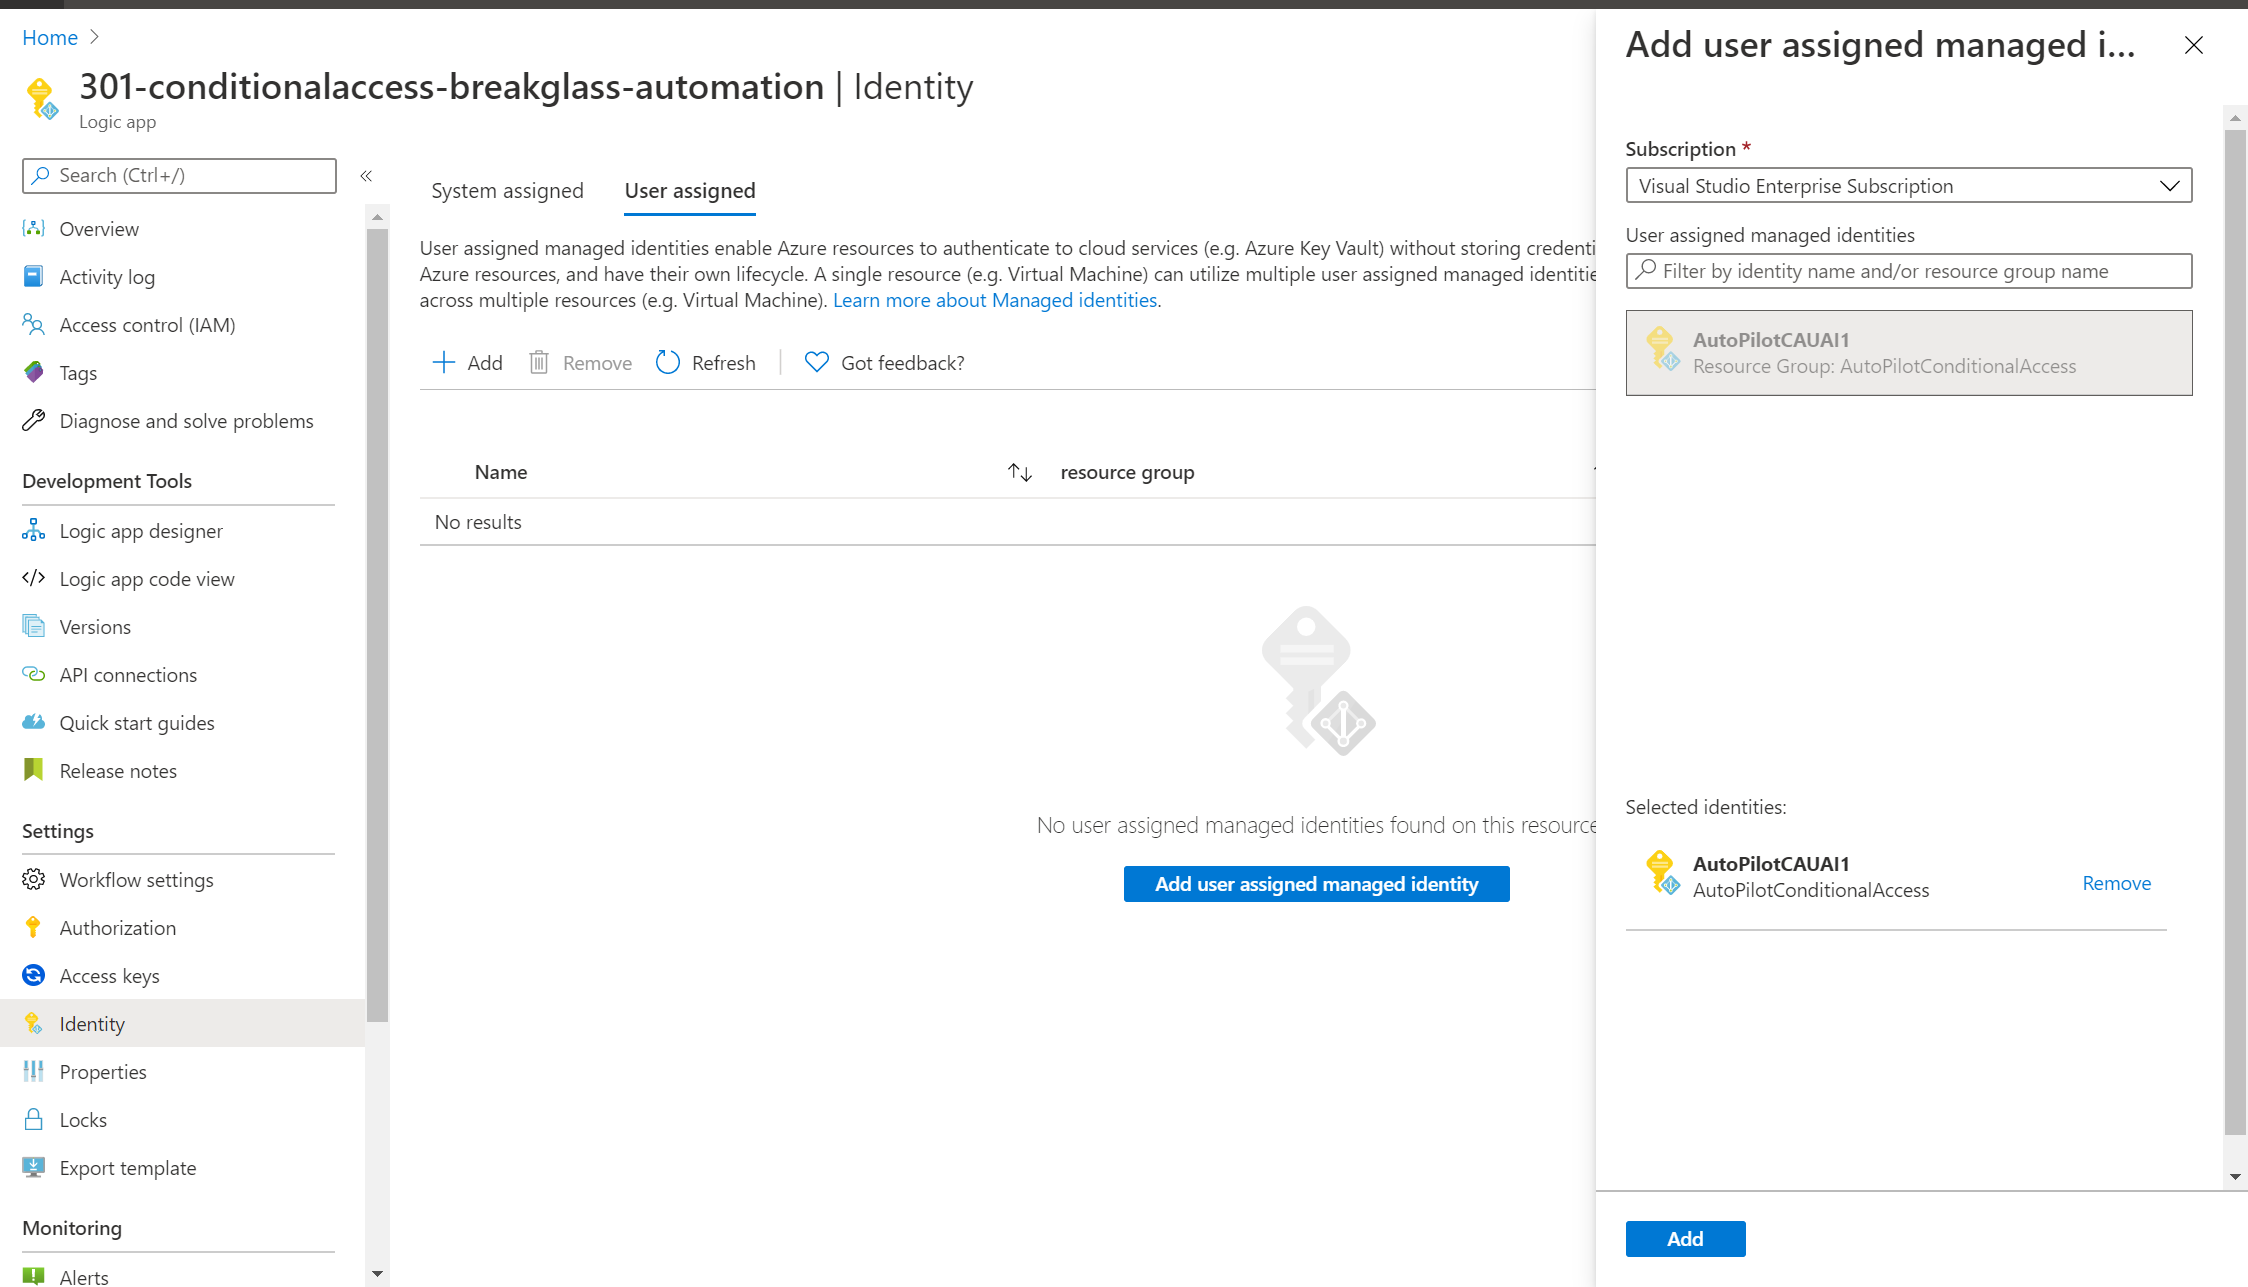 Home
301-conditionalaccess-breakglass-automation | Identity
Logic app
Search (Ctrl+/)
Overview
Activity log
Access control (IAM)
Tags
Diagnose and solve problems
Development Tools
Logic app designer
Logic app code view
Versions
API connections
Quick start guides
Release notes
Settings
Workflow settings
Authorization
Access keys
Identity
Properties
Locks
Export template
Monitoring
Alerts
System assigned User assigned
User assigned managed identities enable Azure resources to authenticate to cloud services (e.g. Azure Key Vault) without storing credenti
Azure resources, and have their own lifecycle. A single resource (e.g. Virtual Machine) can utilize multiple user assigned managed identitie
across multiple resources (e.g. Virtual Machine). Learn more about Managed identities.
Add Remove Refresh Got feedback?
Name resource group
No results
No user assigned managed identities found on this resource
Add user assigned managed identity
Add user assigned managed i...
Subscription *
Visual Studio Enterprise Subscription
User assigned managed identities
Filter by identity name and/or resource group name
AutoPilotCAUAI1
Resource Group: AutoPilotConditionalAccess
Selected identities:
AutoPilotCAUAI1
AutoPilotConditionalAccess
Remove
Add